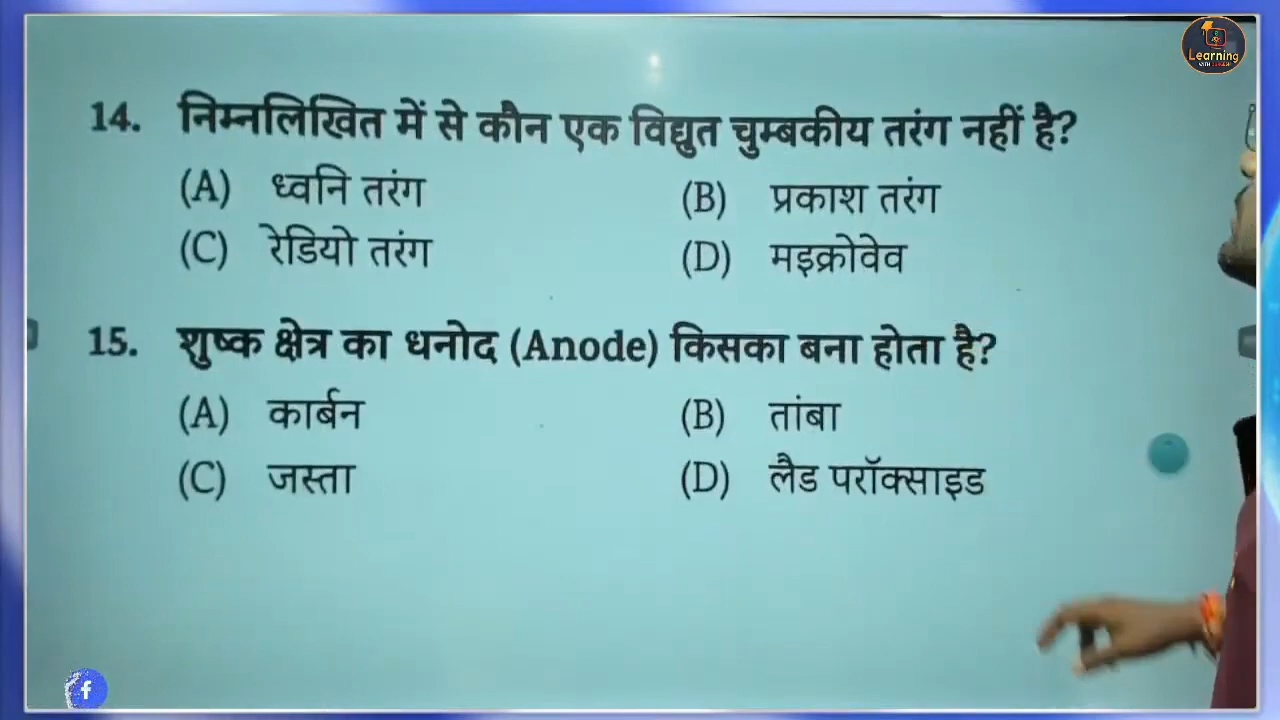 Learning
14. निम्नलिखित में से कौन एक विद्युत चुम्बकीय तरंग नहीं है?
(A) ध्वनि तरंग (B) प्रकाश तरंग
(C) रेडियो तरंग (D) मइक्रोवेव
15. शुष्क क्षेत्र का धनोद (Anode) किसका बना होता है?
(A) कार्बन (B) तांबा
(C) जस्ता (D) लैड परॉक्साइड
f